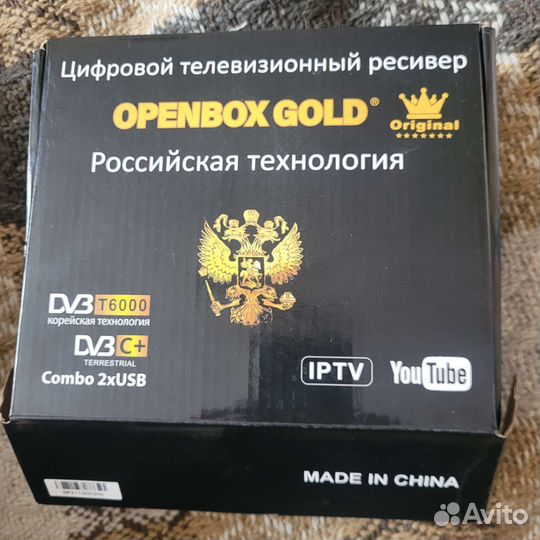 Цифровой телевизионный ресивер
OPENBOX GOLD®
Original
Российская технология
DVB T6000
корейская технология
DVB C+
TERRESTRIAL
Combo 2xUSB
IPTV
YouTube
MADE IN CHINA
Avito